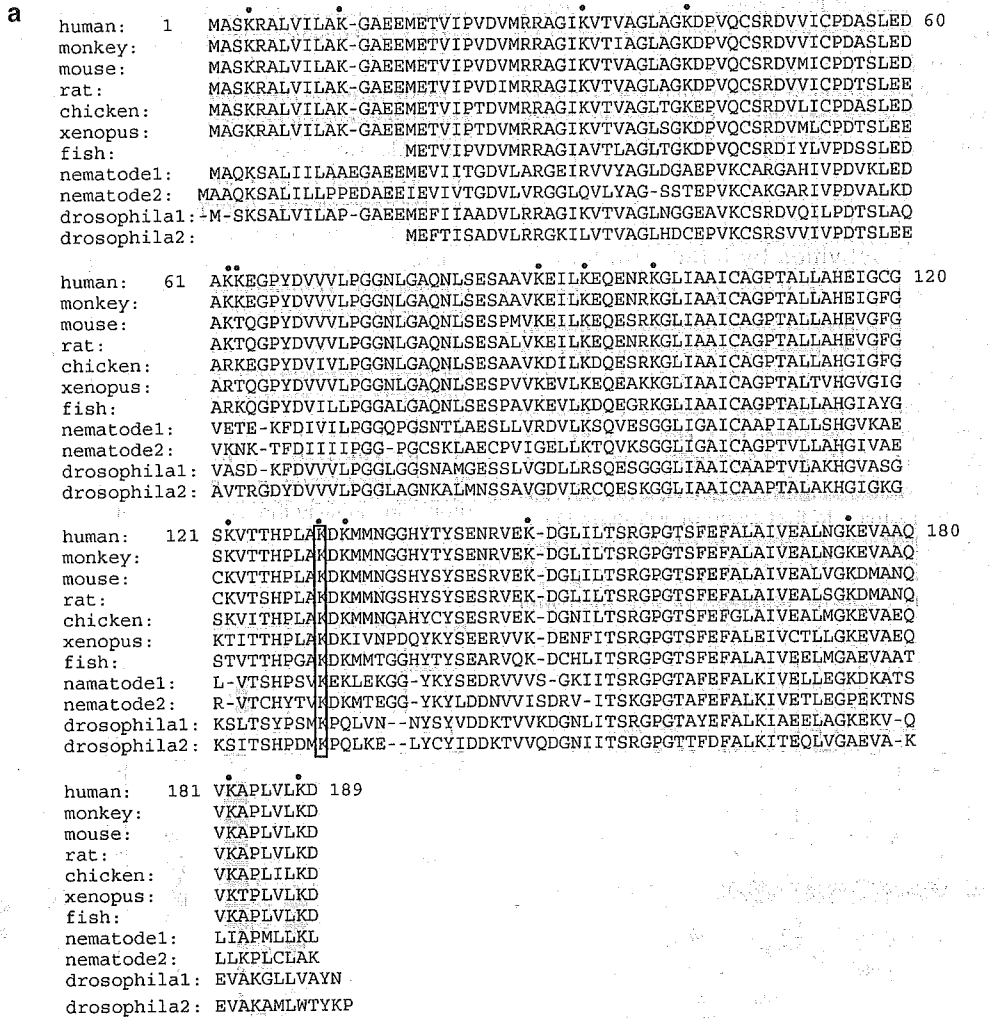 a
human: 1 MASKRALVILAK-GAEEMETVIPVDVMRRAGIKVTVAGLAGKDPVQCSRDVVICPDASLED 60
monkey: MASKRALVILAK-GAEEMETVIPVDVMRRAGIKVTIAGLAGKDPVQCSRDVVICPDASLED
mouse: MASKRALVILAK-GAEEMETVIPVDVMRRAGIKVTVAGLAGKDPVQCSRDVMICPDTSLED
rat: MASKRALVILAK-GAEEMETVIPVDIMRRAGIKVTVAGLAGKDPVQCSRDVVICPDTSLEE
chicken: MASKRALVILAK-GAEEMETVIPTDVMRRAGIKVTVAGLTGKEPVQCSRDVLICPDASLED
xenopus: MAGKRALVILAK-GAEEMETVIPTDVMRRAGIKVTVAGLSGKDPVQCSRDVMLCPDTSLEE
fish: METVIPVDVMRRAGIAVTLAGLTGKDPVQCSRDIYLVPDSSLED
nematode1: MAQKSALIILAAEGAEEMEVIITGDVLARGEIRVVYAGLDGAEPVKCARGAHIVPDVKLED
nematode2: MAAQKSALILLPPEDAEEIEVIVTGDVLVRGGLQVLYAG-SSTEPVKCAKGARIVPDVALKD
drosophila1:-M-SKSALVILAP-GAEEMEFIIAADVLRRAGIKVTVAGLNGGEAVKCSRDVQILPDTSLAQ
drosophila2: MEFTISADVLRRGKILVTVAGLHDCEPVKCSRSVVIVPDTSLEE
human: 61 AKKEGPYDVVVLPGGNLGAQNLSESAAVKEILKEQENRKGLIAAICAGPTALLAHEIGCG 120
monkey: AKKEGPYDVVVLPGGNLGAQNLSESAAVKEILKEQENRKGLIAAICAGPTALLAHEIGFG
mouse: AKTQGPYDVVVLPGGNLGAQNLSESPMVKEILKEQESRKGLIAAICAGPTALLAHEVGFG
rat: AKTQGPYDVVVLPGGNLGAQNLSESALVKEILKEQENRKGLIAAICAGPTALLAHEVGFG
chicken: ARKEGPYDVIVLPGGNLGAQNLSESAAVKDILKDQESRKGLIAAICAGPTALLAHGIGFG
xenopus: ARTQGPYDVVVLPGGNLGAQNLSESPVVKEVLKEQEAKKGLIAAICAGPTALTVHGVGIG
fish: ARKQGPYDVILLPGGALGAQNLSESPAVKEVLKDQEGRKGLIAAICAGPTALLAHGIAYG
nematode1: VETE-KFDIVILPGGQPGSNTLAESLLVRDVLKSQVESGGLIGAICAAPIALLSHGVKAE
nematode2: VKNK-TFDIIIIPGG-PGCSKLAECPVIGELLKTQVKSGGLIGAICAGPTVLLAHGIVAE
drosophila1: VASD-KFDVVVLPGGLGGSNAMGESSLVGDLLRSQESGGGLIAAICAAPTVLAKHGVASG
drosophila2: AVTRGDYDVVVLPGGLAGNKALMNSSAVGDVLRCQESKGGLIAAICAAPTALAKHGIGKG
human: 121 SKVTTHPLAKDKMMNGGHYTYSENRVEK-DGLILTSRGPGTSFEFALAIVEALNGKEVAAQ 180
monkey: SKVTTHPLAKDKMMNGGHYTYSENRVEK-DGLILTSRGPGTSFEFALAIVEALNGKEVAAQ
mouse: CKVTTHPLAKDKMMNGSHYSYSESRVEK-DGLILTSRGPGTSFEFALAIVEALVGKDMANQ
rat: CKVTSHPLAKDKMMNGSHYSYSESRVEK-DGLILTSRGPGTSFEFALAIVEALSGKDMANQ
chicken: SKVITHPLAKDKMMNGAHYCYSESRVEK-DGNILTSRGPGTSFEFGLAIVEALMGKEVAEQ
xenopus: KTITTHPLAKDKIVNPDQYKYSEERVVK-DENFITSRGPGTSFEFALEIVCTLLGKEVAEQ
fish: STVTTHPGAKDKMMTGGHYTYSEARVQK-DCHLITSRGPGTSFEFALAIVEELMGAEVAAT
namatode1: L-VTSHPSVKEKLEKGG-YKYSEDRVVVS-GKIITSRGPGTAFEFALKIVELLEGKDKATS
nematode2: R-VTCHYTVKDKMTEGG-YKYLDDNVVISDRV-ITSKGPGTAFEFALKIVETLEGPEKTNS
drosophila1: KSLTSYPSMKPQLVN--NYSYVDDKTVVKDGNLITSRGPGTAYEFALKIAEELAGKEKV-Q
drosophila2: KSITSHPDMKPQLKE--LYCYIDDKTVVQDGNIITSRGPGTTFDFALKITEQLVGAEVA-K
human: 181 VKAPLVLKD 189
monkey: VKAPLVLKD
mouse: VKAPLVLKD
rat: VKAPLVLKD
chicken: VKAPLILKD
xenopus: VKTPLVLKD
fish: VKAPLVLKD
nematode1: LIAPMLLKL
nematode2: LLKPLCLAK
drosophila1: EVAKGLLVAYN
drosophila2: EVAKAMLWTYKP